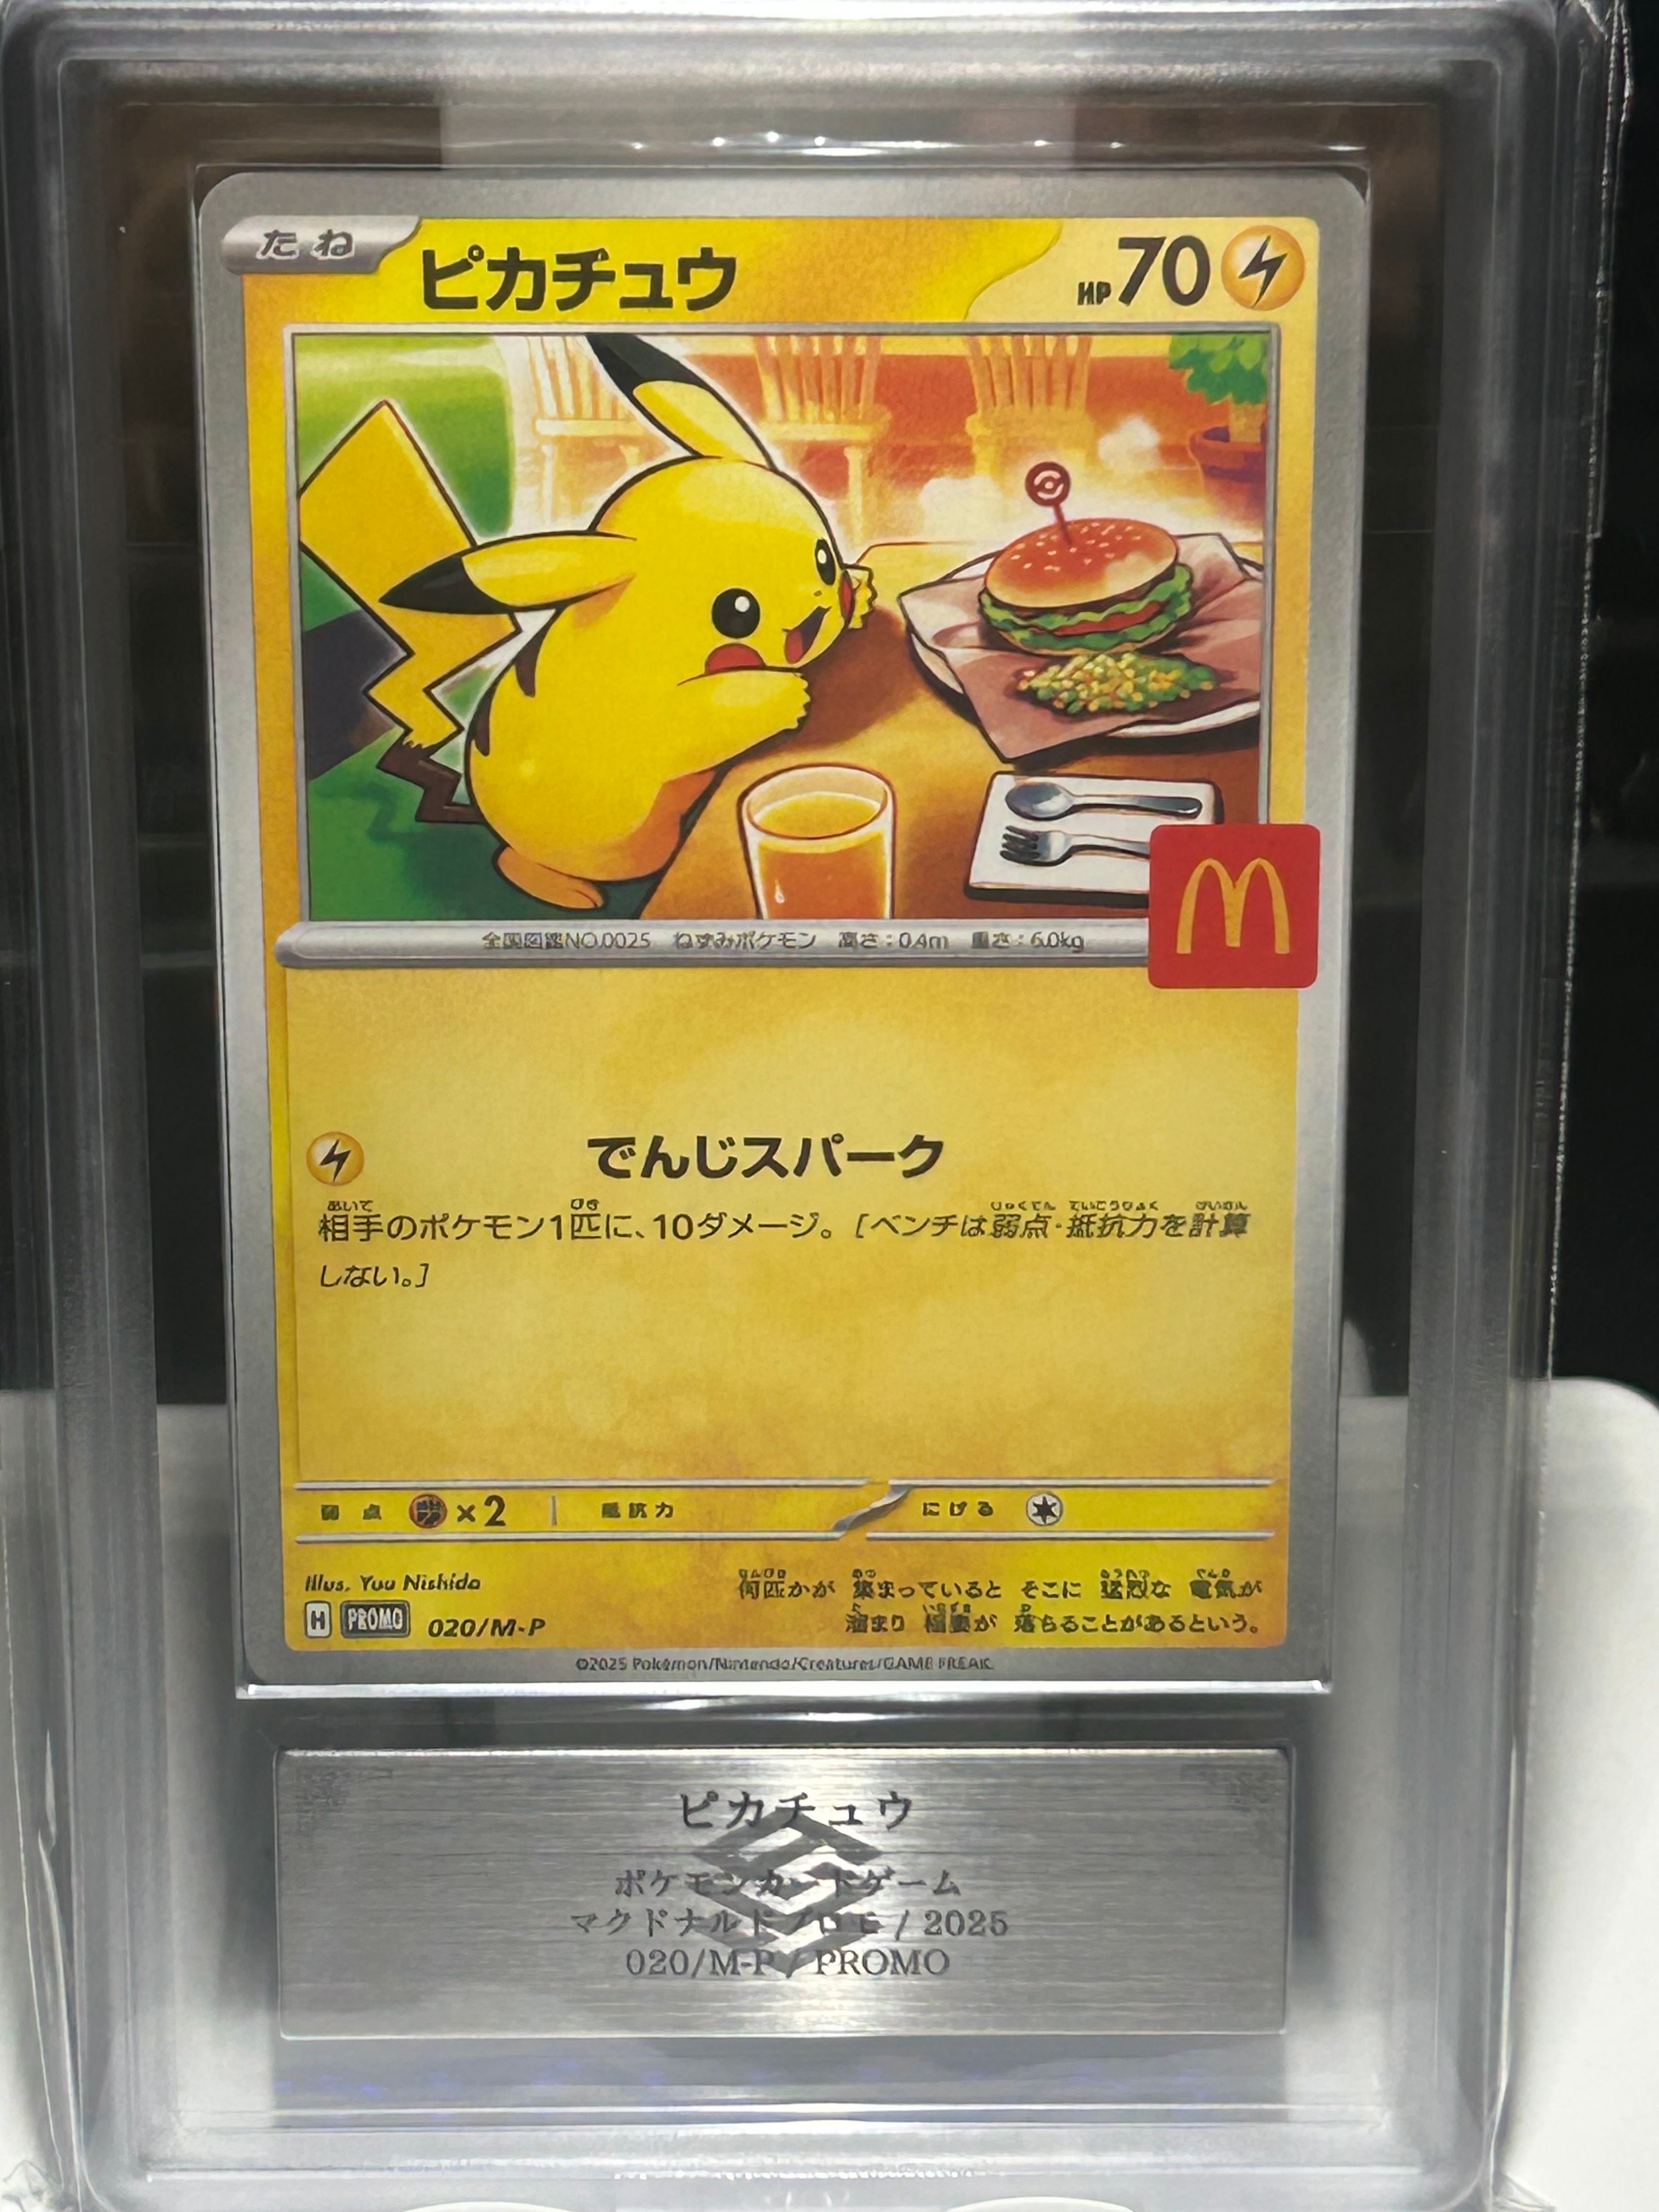 たね
ピカチュウ
HP70
M
全国図鑑NO.0025 ねずみポケモン 高さ:0.4m 重さ:6.0kg
でんじスパーク
あいて ひき
相手のポケモン1匹に、10ダメージ。[ベンチは弱点・抵抗力を計算
しない。]
弱点 ×2 抵抗力 にげる
Illus. Yuu Nishida
何匹かが 集まっていると そこに 猛烈な 電気が
H PROMO 020/M-P
溜まり が 落ちることがあるという。
©2025 Pokémon/Nintendo/Creatures/GAME FREAK
ピカチュウ
ポケモンカードゲーム
マクドナルドプロモ / 2025
020/M-P / PROMO